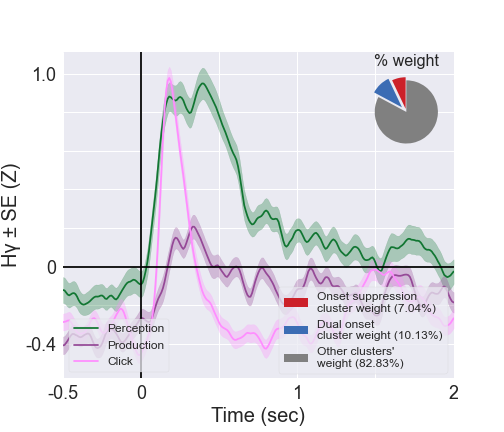 % weight
1.0
0
-0.4
Hγ ± SE (Z)
Perception
Production
Click
Onset suppression
cluster weight (7.04%)
Dual onset
cluster weight (10.13%)
Other clusters'
weight (82.83%)
-0.5 0 1 2
Time (sec)